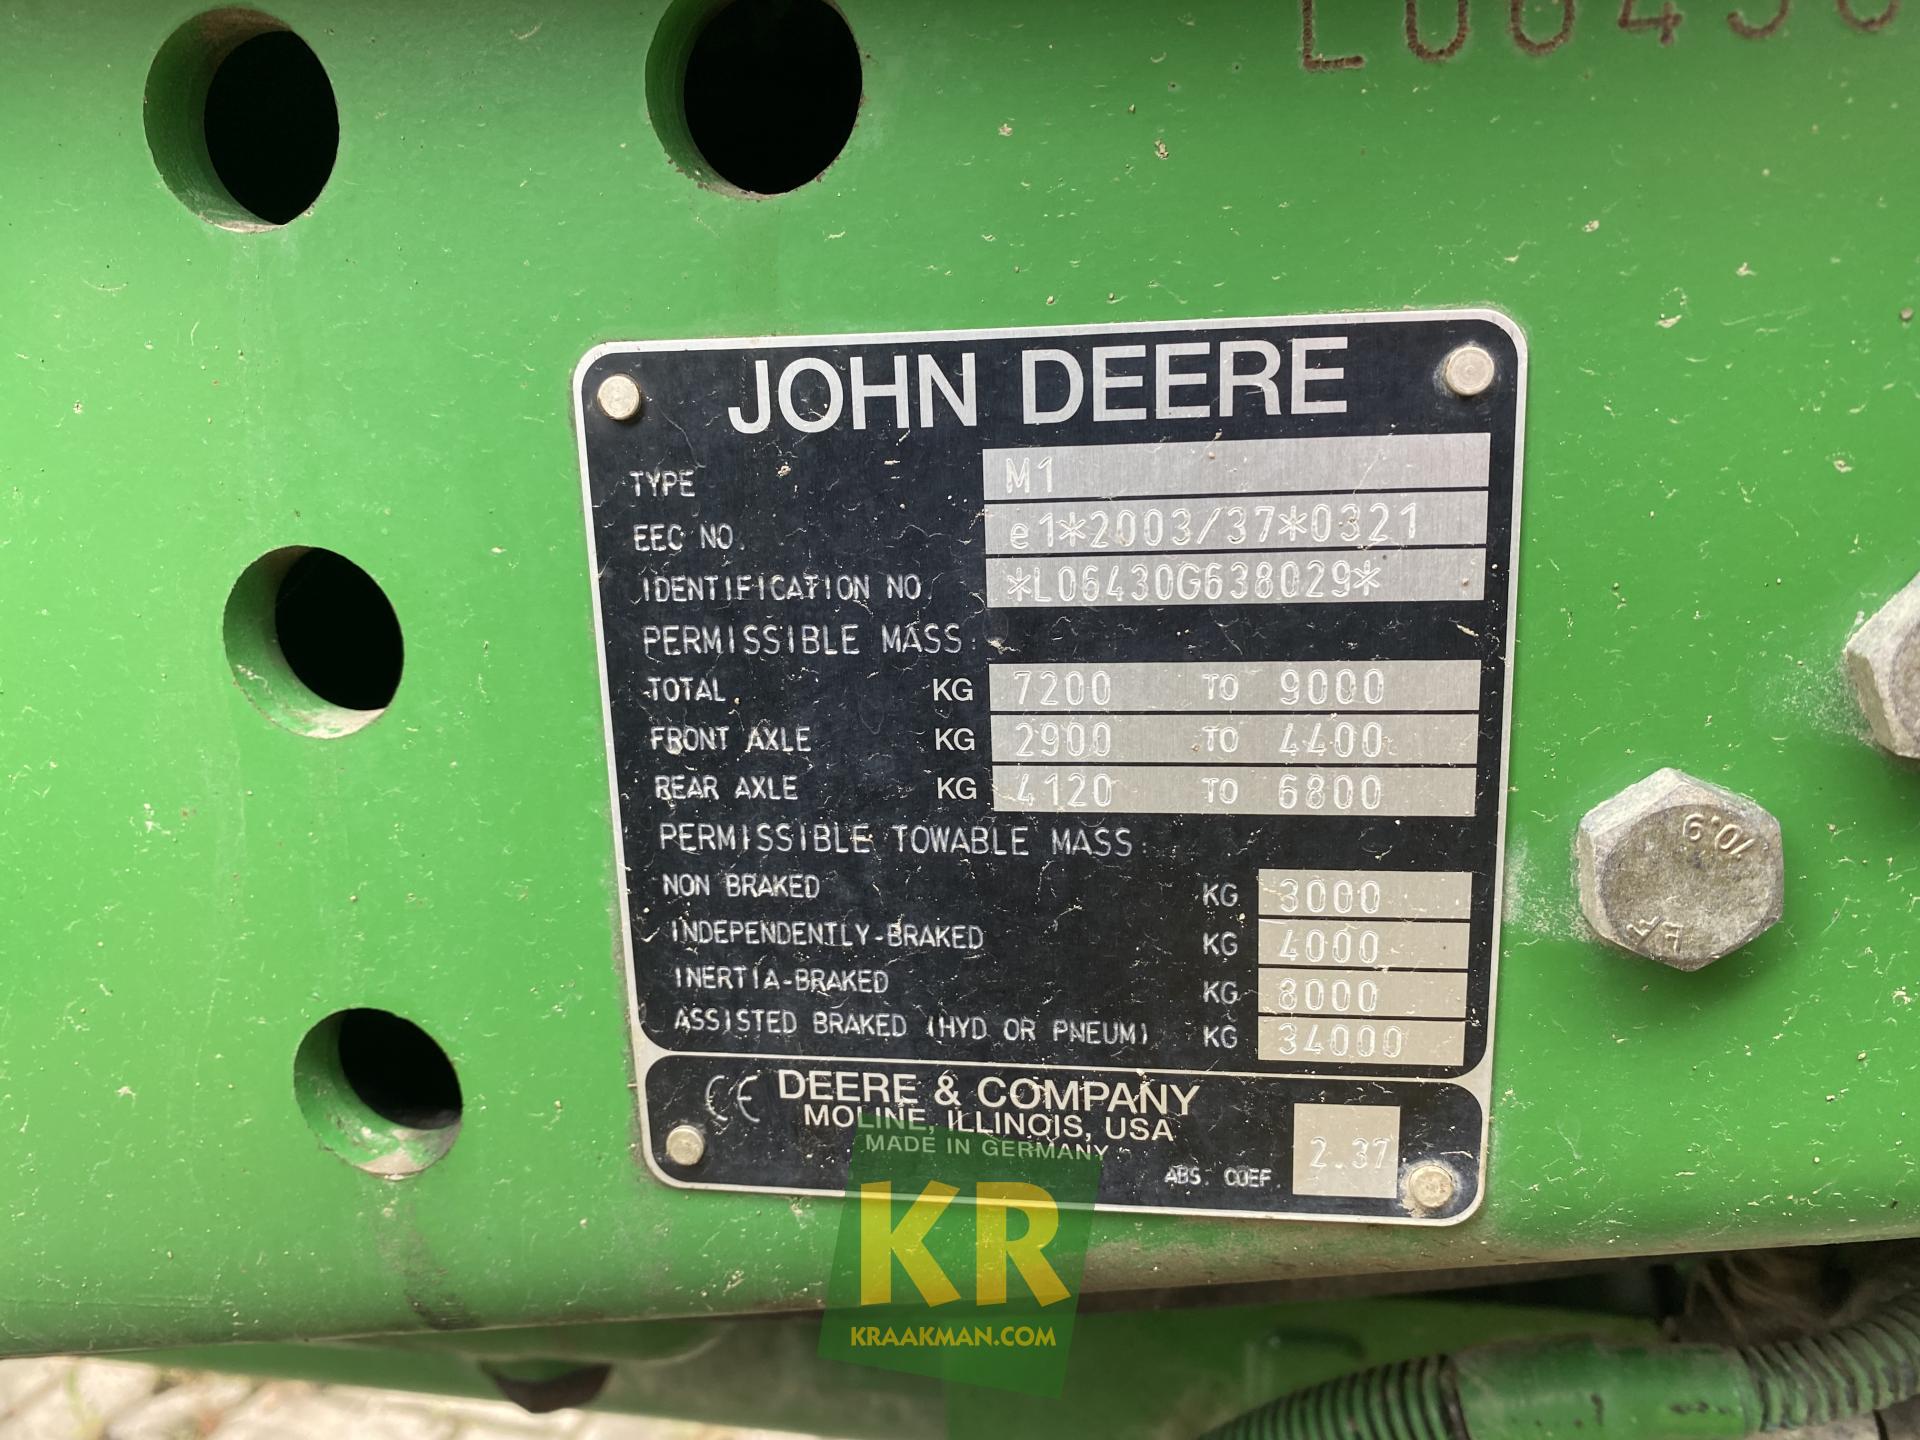 L06430
JOHN DEERE
TYPE M1
EEC NO. e1*2003/37*0321
IDENTIFICATION NO. *L06430G638029*
PERMISSIBLE MASS:
TOTAL KG 7200 TO 9000
FRONT AXLE KG 2900 TO 4400
REAR AXLE KG 4120 TO 6800
PERMISSIBLE TOWABLE MASS:
NON BRAKED KG 3000
INDEPENDENTLY-BRAKED KG 4000
INERTIA-BRAKED KG 8000
ASSISTED BRAKED (HYD OR PNEUM) KG 34000
CE DEERE & COMPANY
MOLINE, ILLINOIS, USA
MADE IN GERMANY
ABS. COEF. 2.37
10.9
KR
KRAAKMAN.COM